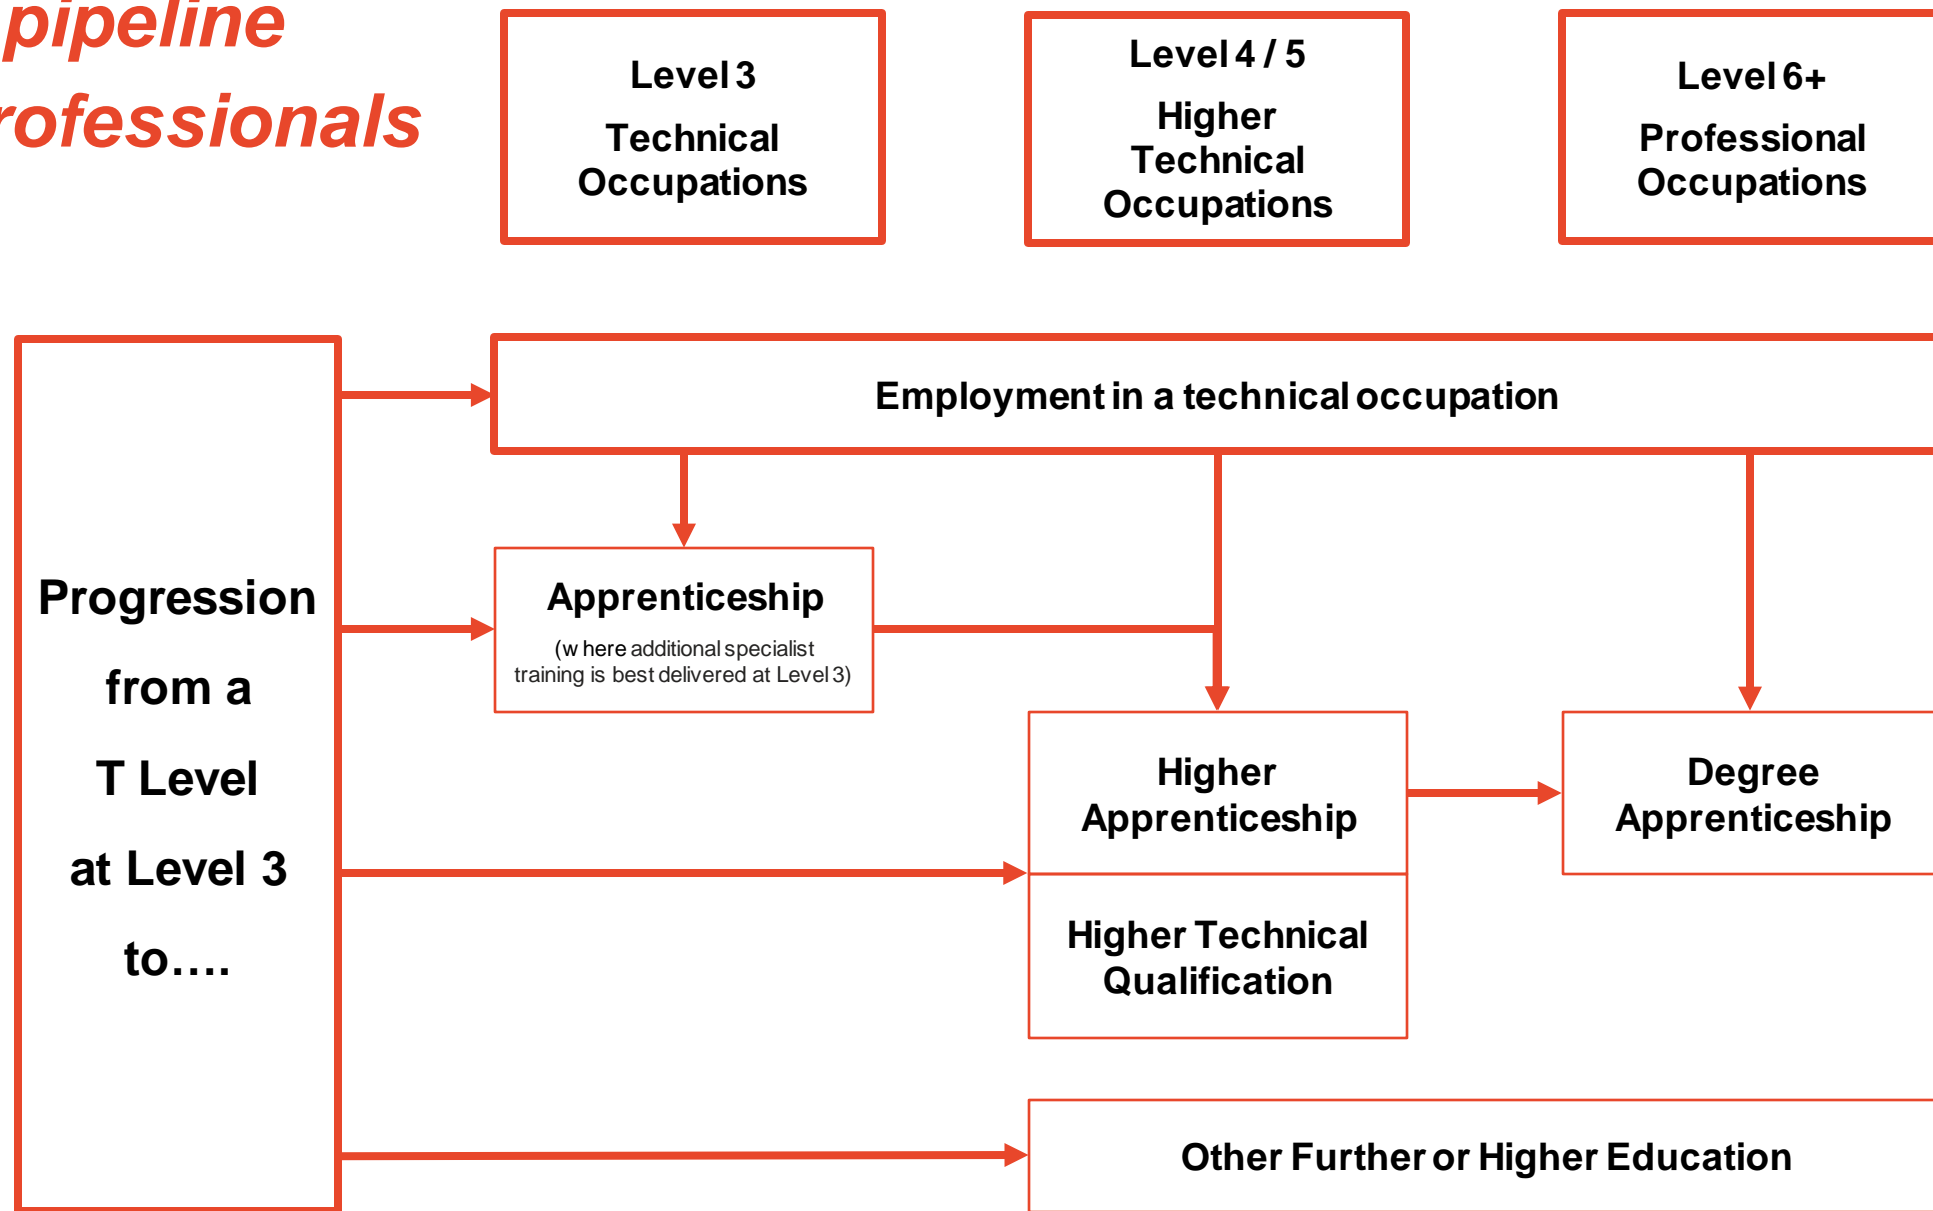 pipeline
rofessionals
Level 3
Technical
Occupations
Level 4 / 5
Higher
Technical
Occupations
Level 6+
Professional
Occupations
Progression
from a
T Level
at Level 3
to….
Employment in a technical occupation
Apprenticeship
(w here additional specialist
training is best delivered at Level 3)
Higher
Apprenticeship
Degree
Apprenticeship
Higher Technical
Qualification
Other Further or Higher Education